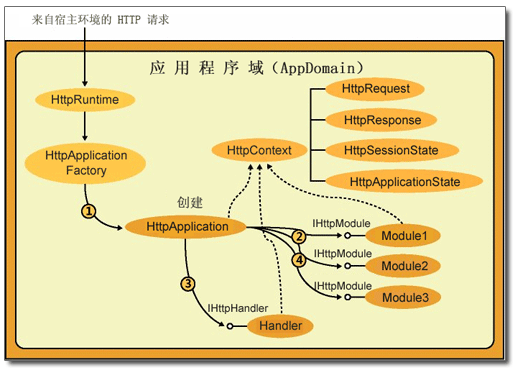 来自宿主环境的 HTTP 请求
应 用 程 序 域（AppDomain）
HttpRuntime
HttpRequest
HttpResponse
HttpContext
HttpSessionState
HttpApplication
Factory
HttpApplicationState
1
创建
HttpApplication
2
IHttpModule
Module1
4
IHttpModule
Module2
3
IHttpModule
Module3
IHttpHandler
Handler